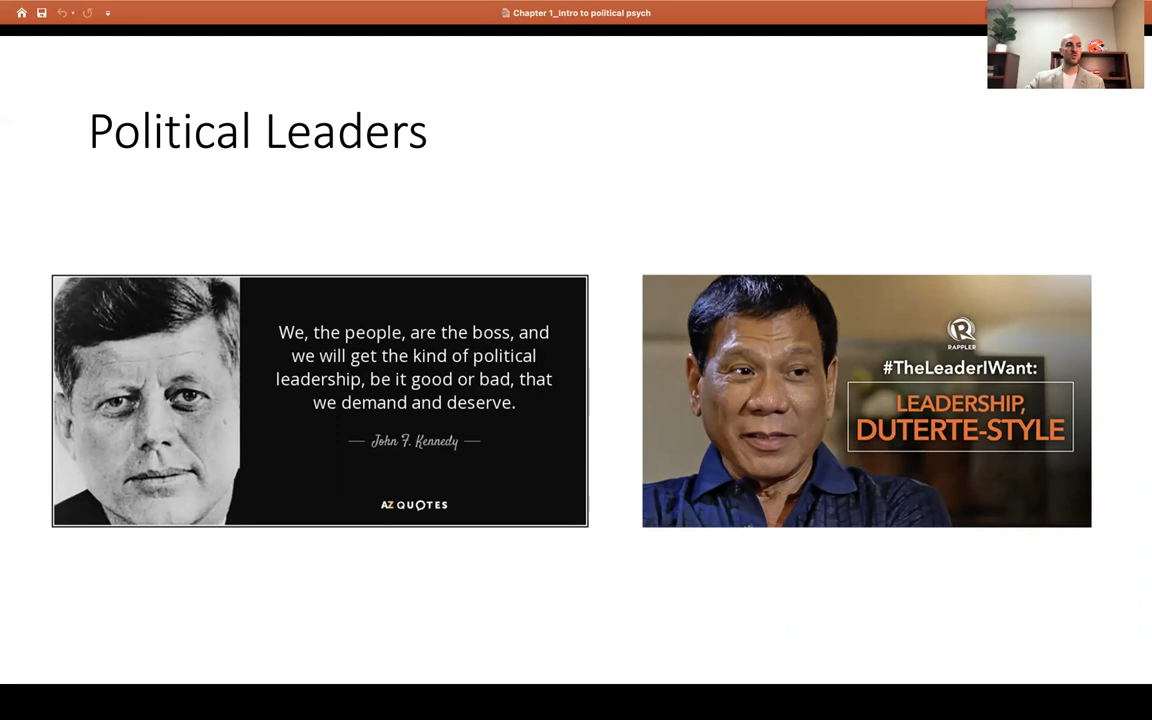 Chapter 1_Intro to political psych
Political Leaders
We, the people, are the boss, and
we will get the kind of political
leadership, be it good or bad, that
we demand and deserve.
John F. Kennedy
AZ QUOTES
R
RAPPLER
#TheLeaderIWant:
LEADERSHIP,
DUTERTE-STYLE